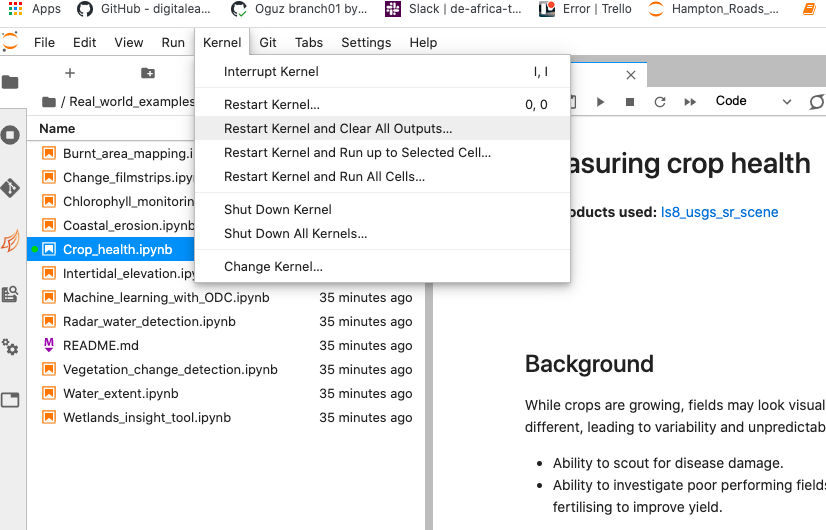 Apps GitHub - digitalea... Oguz branch01 by... Slack | de-africa-t... Error | Trello Hampton_Roads_...
File Edit View Run Kernel Git Tabs Settings Help
/ Real_world_examples
Name
Burnt_area_mapping.i
Change_filmstrips.ipy
Chlorophyll_monitorin
Coastal_erosion.ipynb
Crop_health.ipynb
Intertidal_elevation.ipy
Machine_learning_with_ODC.ipynb 35 minutes ago
Radar_water_detection.ipynb 35 minutes ago
README.md 35 minutes ago
Vegetation_change_detection.ipynb 35 minutes ago
Water_extent.ipynb 35 minutes ago
Wetlands_insight_tool.ipynb 35 minutes ago
Interrupt Kernel I, I
Restart Kernel... 0, 0
Restart Kernel and Clear All Outputs...
Restart Kernel and Run up to Selected Cell...
Restart Kernel and Run All Cells...
Shut Down Kernel
Shut Down All Kernels...
Change Kernel...
Code
asuring crop health
oducts used: ls8_usgs_sr_scene
Background
While crops are growing, fields may look visual
different, leading to variability and unpredictab
• Ability to scout for disease damage.
• Ability to investigate poor performing fields
fertilising to improve yield.